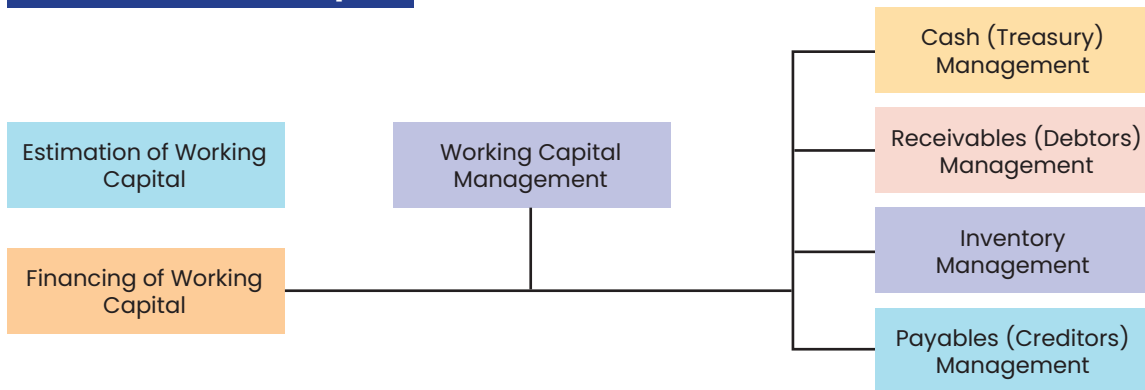 Estimation of Working
Capital
Working Capital
Management
Financing of Working
Capital
Cash (Treasury)
Management
Receivables (Debtors)
Management
Inventory
Management
Payables (Creditors)
Management